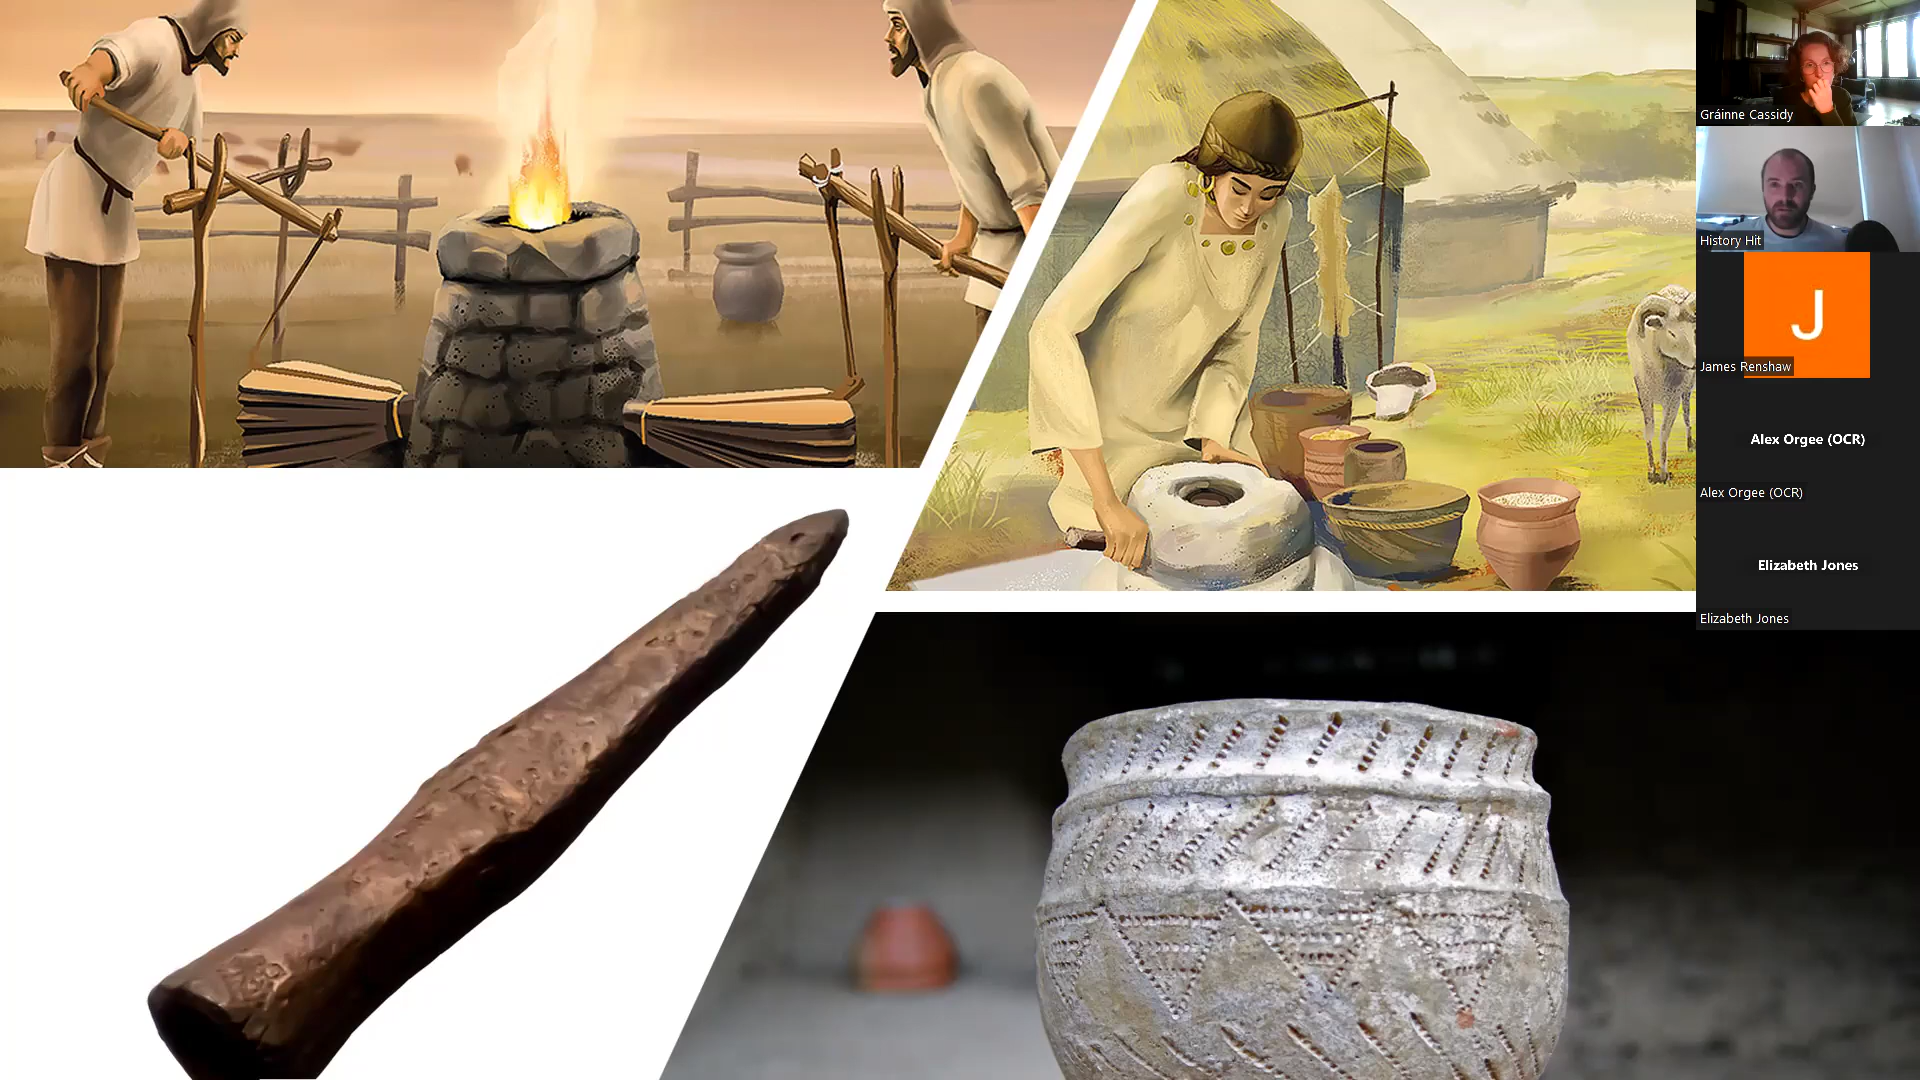 Gráinne Cassidy
History Hit
J
James Renshaw
Alex Orgee (OCR)
Alex Orgee (OCR)
Elizabeth Jones
Elizabeth Jones